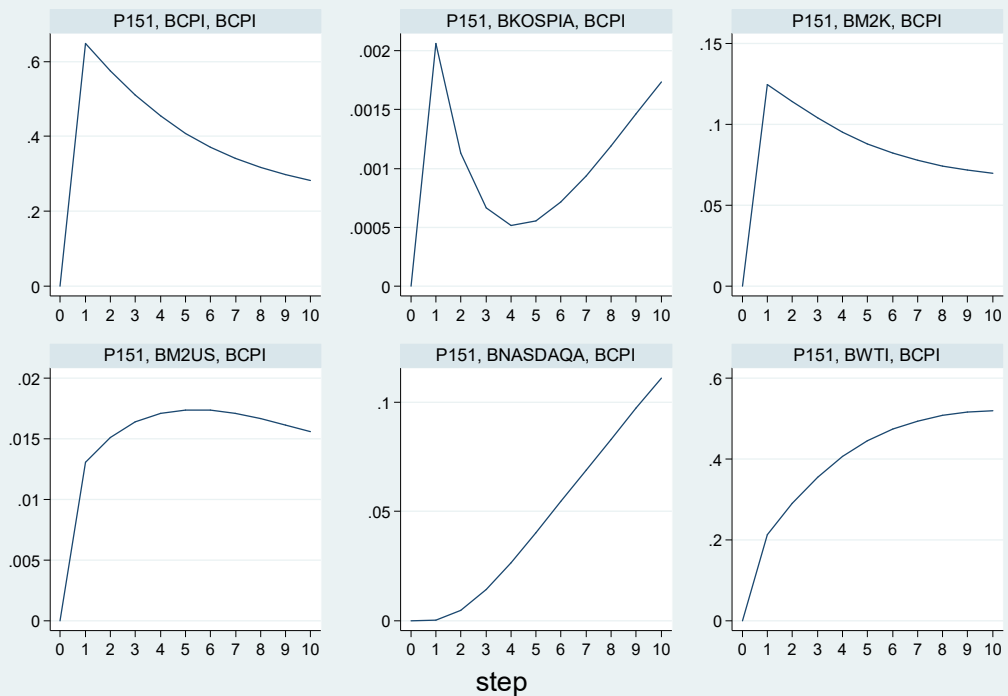 P151, BCPI, BCPI
.6
.4
.2
0
0 1 2 3 4 5 6 7 8 9 10
P151, BKOSPIA, BCPI
.002
.0015
.001
.0005
0
0 1 2 3 4 5 6 7 8 9 10
P151, BM2K, BCPI
.15
.1
.05
0
0 1 2 3 4 5 6 7 8 9 10
P151, BM2US, BCPI
.02
.015
.01
.005
0
0 1 2 3 4 5 6 7 8 9 10
P151, BNASDAQA, BCPI
.1
.05
0
0 1 2 3 4 5 6 7 8 9 10
P151, BWTI, BCPI
.6
.4
.2
0
0 1 2 3 4 5 6 7 8 9 10
step